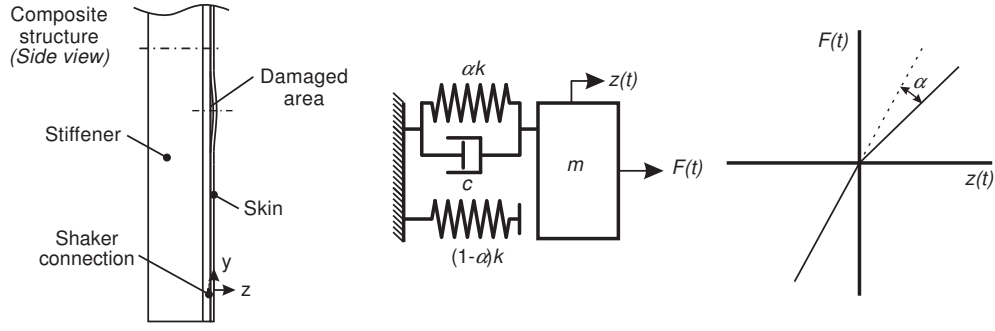 Composite
structure
(Side view)
Damaged
area
Stiffener
Skin
Shaker
connection
y
z
αk
c
(1-α)k
z(t)
m
F(t)
F(t)
α
z(t)